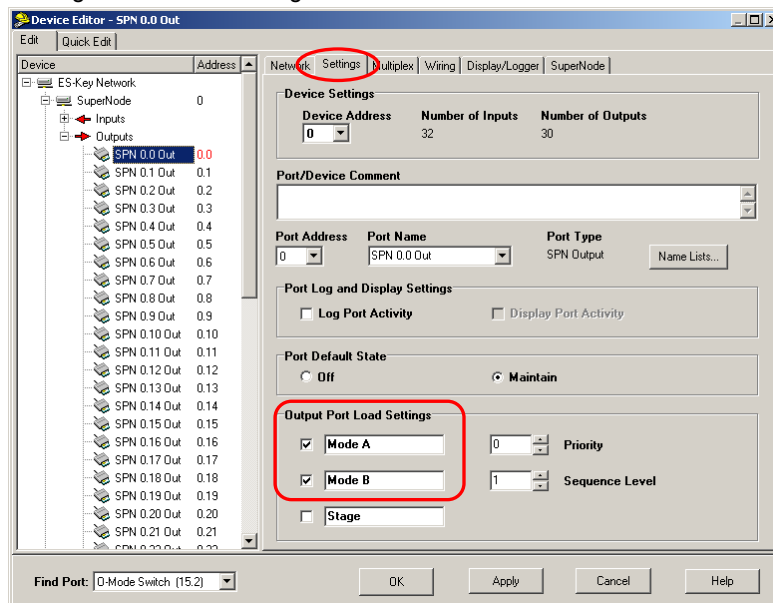 Device Editor - SPN 0.0 Out
Edit Quick Edit
Device Address
ES-Key Network
SuperNode 0
Inputs
Outputs
SPN 0.0 Out 0.0
SPN 0.1 Out 0.1
SPN 0.2 Out 0.2
SPN 0.3 Out 0.3
SPN 0.4 Out 0.4
SPN 0.5 Out 0.5
SPN 0.6 Out 0.6
SPN 0.7 Out 0.7
SPN 0.8 Out 0.8
SPN 0.9 Out 0.9
SPN 0.10 Out 0.10
SPN 0.11 Out 0.11
SPN 0.12 Out 0.12
SPN 0.13 Out 0.13
SPN 0.14 Out 0.14
SPN 0.15 Out 0.15
SPN 0.16 Out 0.16
SPN 0.17 Out 0.17
SPN 0.18 Out 0.18
SPN 0.19 Out 0.19
SPN 0.20 Out 0.20
SPN 0.21 Out 0.21
Network Settings Multiplex Wiring Display/Logger SuperNode
Device Settings
Device Address Number of Inputs Number of Outputs
0 32 30
Port/Device Comment
Port Address Port Name Port Type
0 SPN 0.0 Out SPN Output Name Lists...
Port Log and Display Settings
Log Port Activity Display Port Activity
Port Default State
Off Maintain
Output Port Load Settings
Mode A 0 Priority
Mode B 1 Sequence Level
Stage
Find Port: 0-Mode Switch (15.2) OK Apply Cancel Help